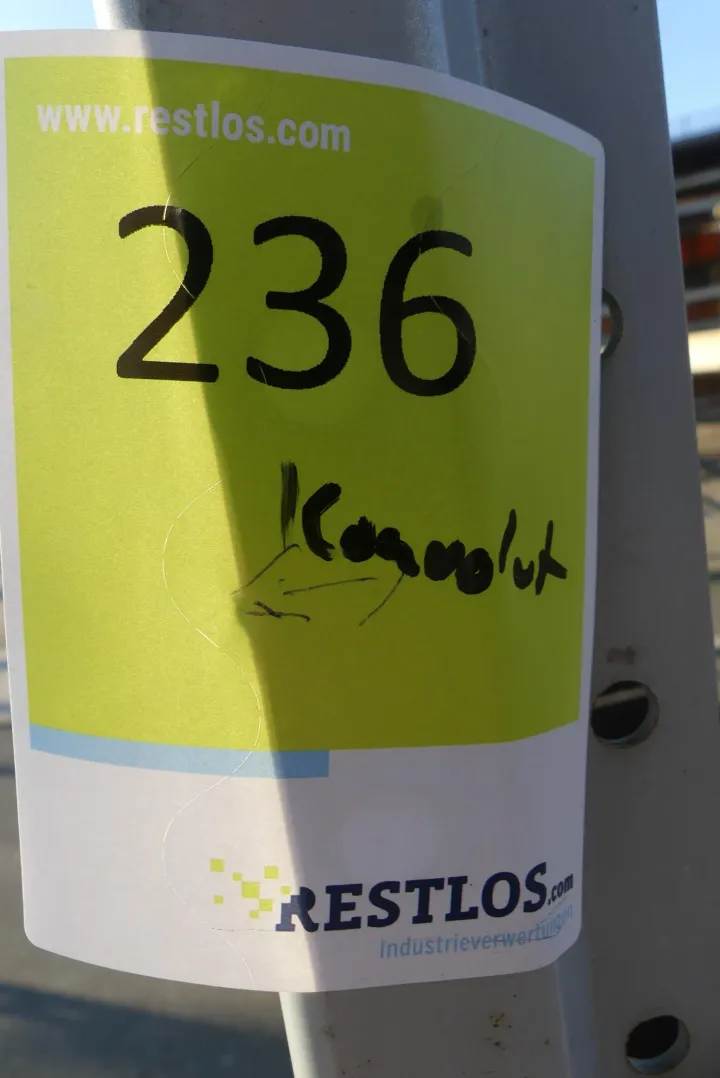 www.restlos.com
236
Konvolut
RESTLOS.com
Industrieverwertungen